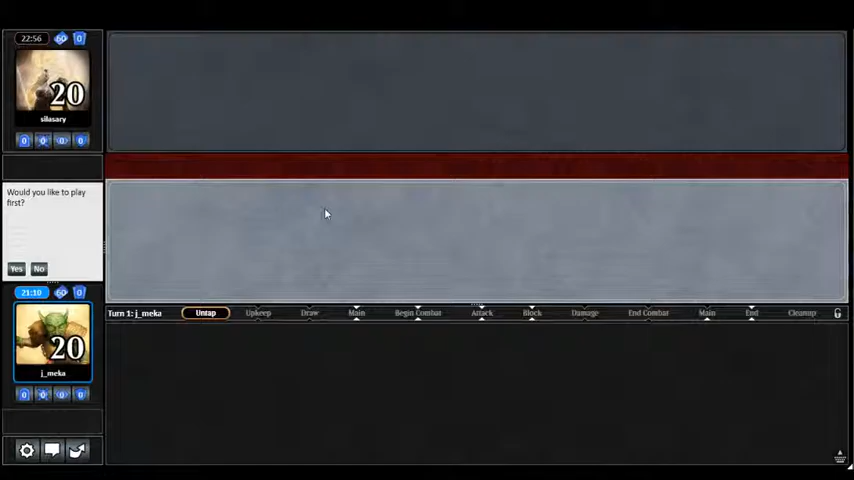 22:56 60 0
20
silasary
0 0 0 0
Would you like to play
first?
Yes No
21:10 60 0
20
j_meka
0 0 0 0
Turn 1: j_meka Untap Upkeep Draw Main Begin Combat Attack Block Damage End Combat Main End Cleanup